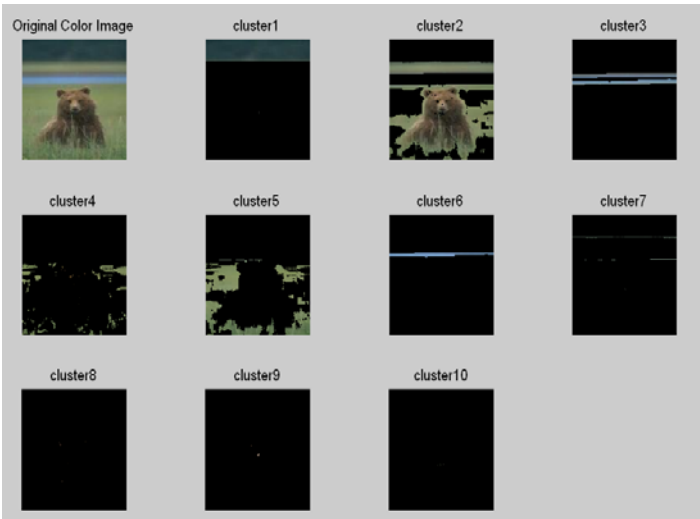 Original Color Image
cluster1
cluster2
cluster3
cluster4
cluster5
cluster6
cluster7
cluster8
cluster9
cluster10